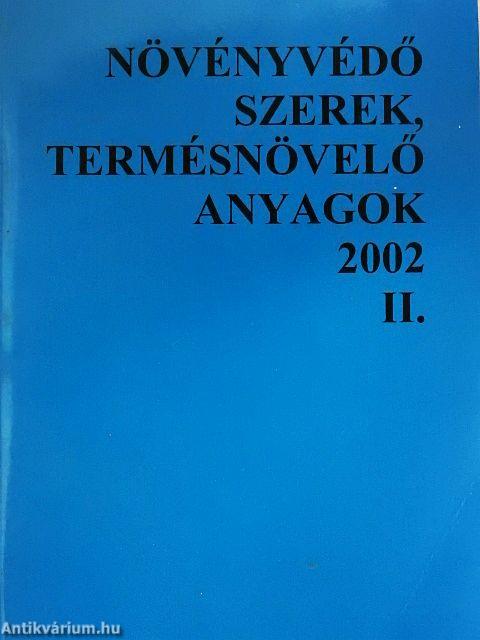 NÖVÉNYVÉDŐ
SZEREK,
TERMÉSNÖVELŐ
ANYAGOK
2002
II.
Antikvárium.hu